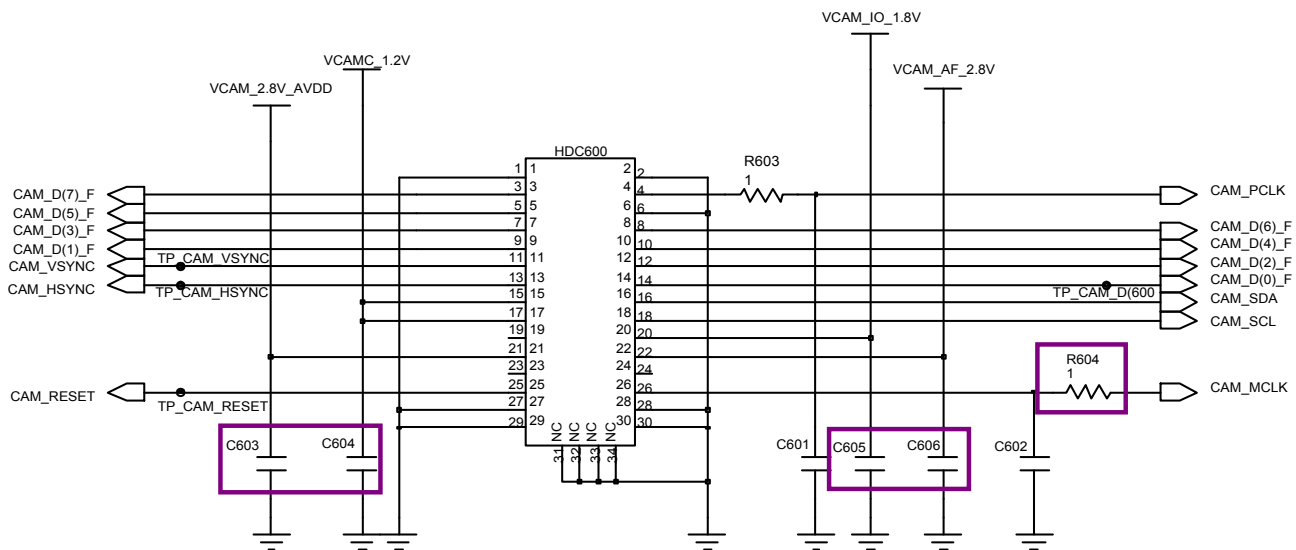 VCAM_IO_1.8V
VCAMC_1.2V
VCAM_AF_2.8V
VCAM_2.8V_AVDD
HDC600
R603
1
1 1 2 2
CAM_D(7)_F 3 3 4 4 CAM_PCLK
CAM_D(5)_F 5 5 6 6
CAM_D(3)_F 7 7 8 8 CAM_D(6)_F
CAM_D(1)_F 9 9 10 10 CAM_D(4)_F
CAM_VSYNC TP_CAM_VSYNC 11 11 12 12 CAM_D(2)_F
CAM_HSYNC TP_CAM_HSYNC 13 13 14 14 TP_CAM_D(600 CAM_D(0)_F
15 15 16 16 CAM_SDA
17 17 18 18 CAM_SCL
19 19 20 20
21 21 22 22
23 23 24 24
R604
1
CAM_RESET 25 25 26 26 CAM_MCLK
TP_CAM_RESET 27 27 28 28
29 29 30 30
NC NC NC NC
31 32 33 34
C603 C604 C601 C605 C606 C602